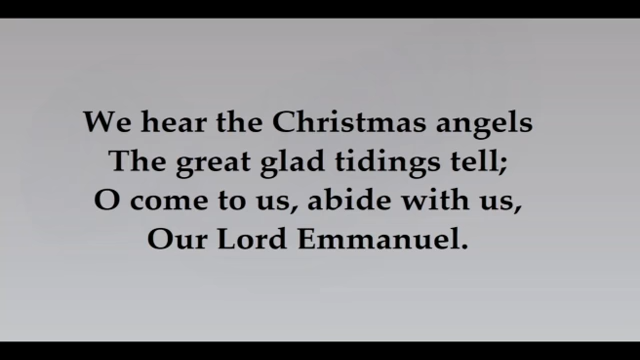 We hear the Christmas angels
The great glad tidings tell;
O come to us, abide with us,
Our Lord Emmanuel.